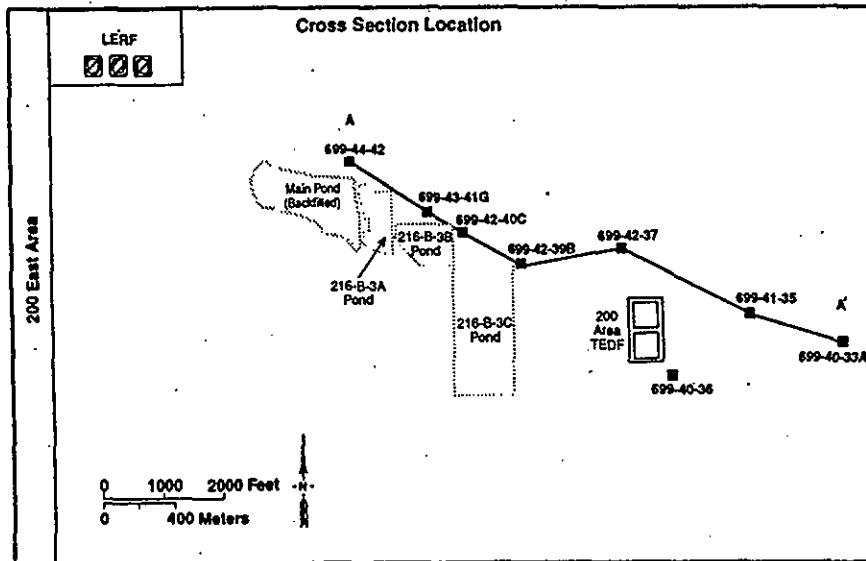 Cross Section Location
LERF
A
699-44-42
Main Pond
(Backfilled)
699-43-41G
699-42-40C
216-B-3B
Pond
699-42-39B
699-42-37
216-B-3A
Pond
216-B-3C
Pond
200
Area
TEDF
699-41-35
A'
699-40-33A
699-40-36
200 East Area
0 1000 2000 Feet
0 400 Meters
N